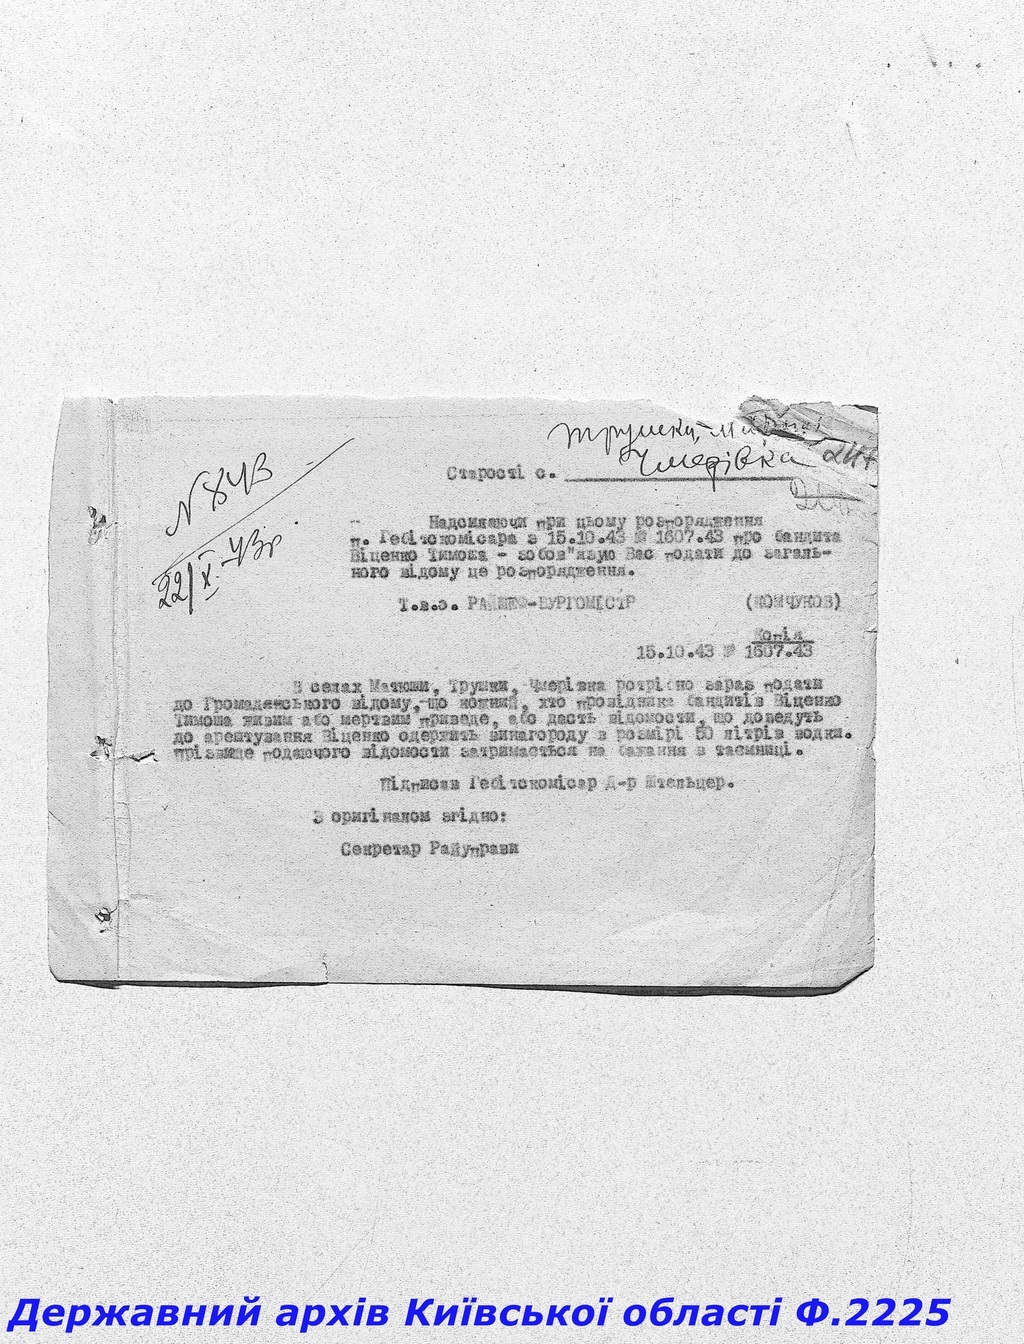 Трушки, Матюші
Чмерівка
Старості с.
N 843
22/X-43р
Надсилаючи при цьому розпорядження
п. Гебітскомісара з 15.10.43 № 1607.43 про бандита
Віценко Тимоша - зобов"язую Вас подати до загаль-
ного відому це розпорядження.
Т.в.о. РАЙШЕФ-БУРГОМІСТР (КОМЧУКОВ)
Копія
15.10.43 № 1607.43
В селах Матюши, Трушки, Чмерівка потрібно зараз подати
до Громадянського відому, що кожний, хто провідника бандитів Віценко
Тимоша живим або мертвим приведе, або дасть відомости, що доведуть
до арештування Віценко одержить винагороду в розмірі 50 літрів водки.
Прізвище подаючого відомости затримається на бажання в таємниці.
Підписав Гебітскомісар Д-р Штельцер.
З оригіналом згідно:
Секретар Райуправи
Державний архів Київської області Ф.2225